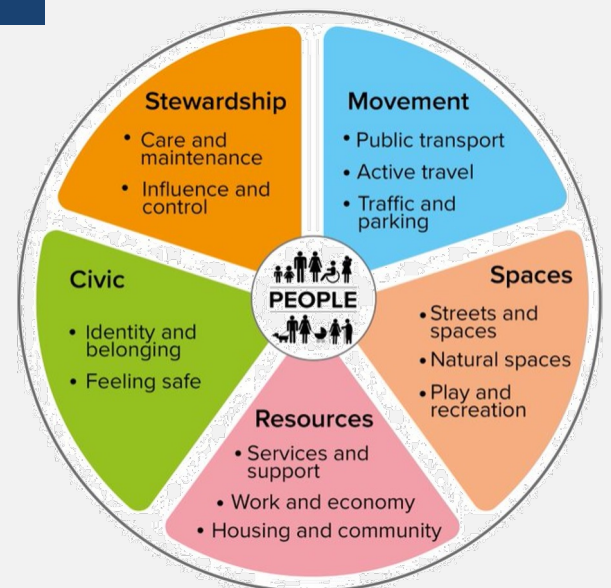 Stewardship
• Care and
maintenance
• Influence and
control
Movement
• Public transport
• Active travel
• Traffic and
parking
Spaces
• Streets and
spaces
• Natural spaces
• Play and
recreation
Resources
• Services and
support
• Work and economy
• Housing and community
Civic
• Identity and
belonging
• Feeling safe
PEOPLE